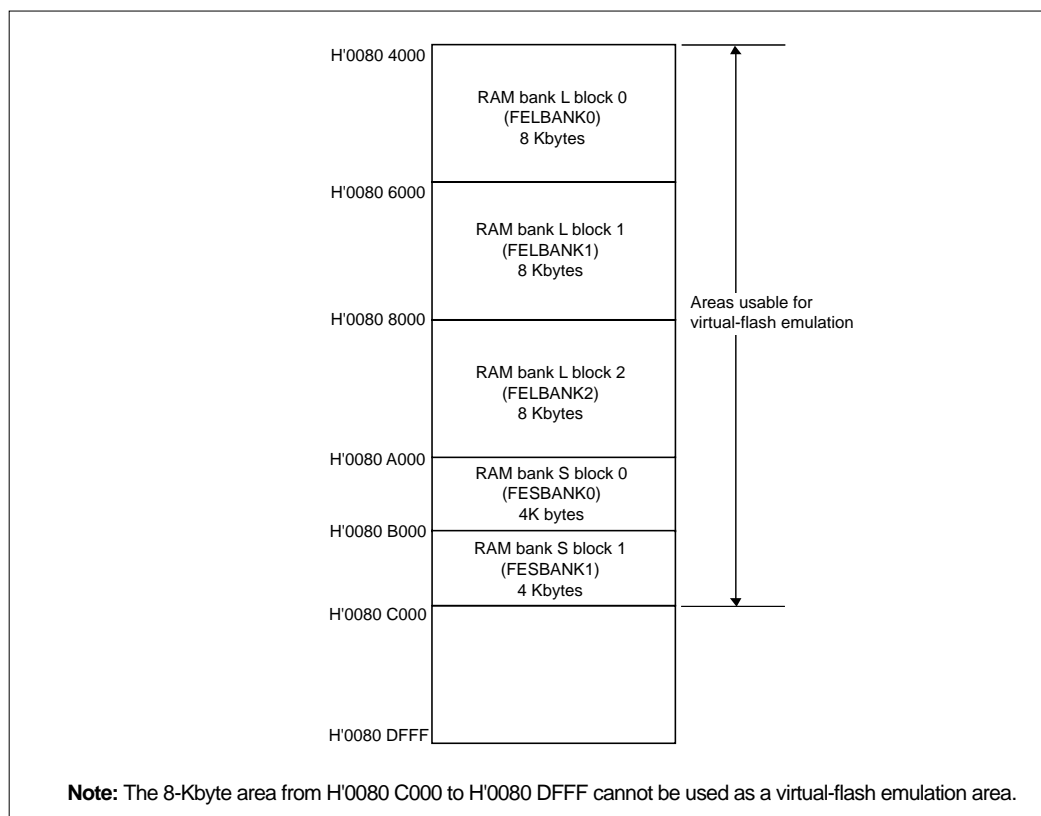 H'0080 4000
RAM bank L block 0
(FELBANK0)
8 Kbytes
H'0080 6000
RAM bank L block 1
(FELBANK1)
8 Kbytes
Areas usable for
virtual-flash emulation
H'0080 8000
RAM bank L block 2
(FELBANK2)
8 Kbytes
H'0080 A000
RAM bank S block 0
(FESBANK0)
4K bytes
H'0080 B000
RAM bank S block 1
(FESBANK1)
4 Kbytes
H'0080 C000
H'0080 DFFF
Note: The 8-Kbyte area from H'0080 C000 to H'0080 DFFF cannot be used as a virtual-flash emulation area.